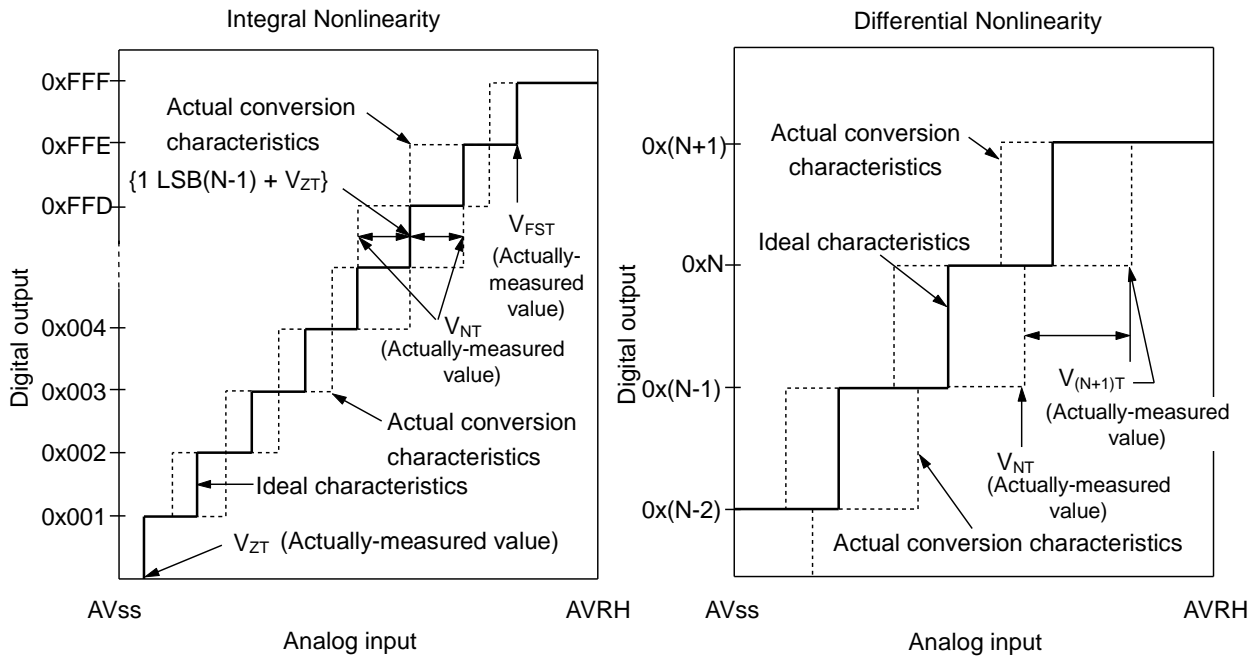 Integral Nonlinearity
0xFFF
0xFFE
0xFFD
0x004
0x003
0x002
0x001
Digital output
Actual conversion
characteristics
{1 LSB(N-1) + VZT}
VFST
(Actually-
measured
value)
VNT
(Actually-measured
value)
Actual conversion
characteristics
Ideal characteristics
VZT (Actually-measured value)
AVss
AVRH
Analog input
Differential Nonlinearity
0x(N+1)
0xN
0x(N-1)
0x(N-2)
Digital output
Actual conversion
characteristics
Ideal characteristics
V(N+1)T
(Actually-measured
value)
VNT
(Actually-measured
value)
Actual conversion characteristics
AVss
AVRH
Analog input